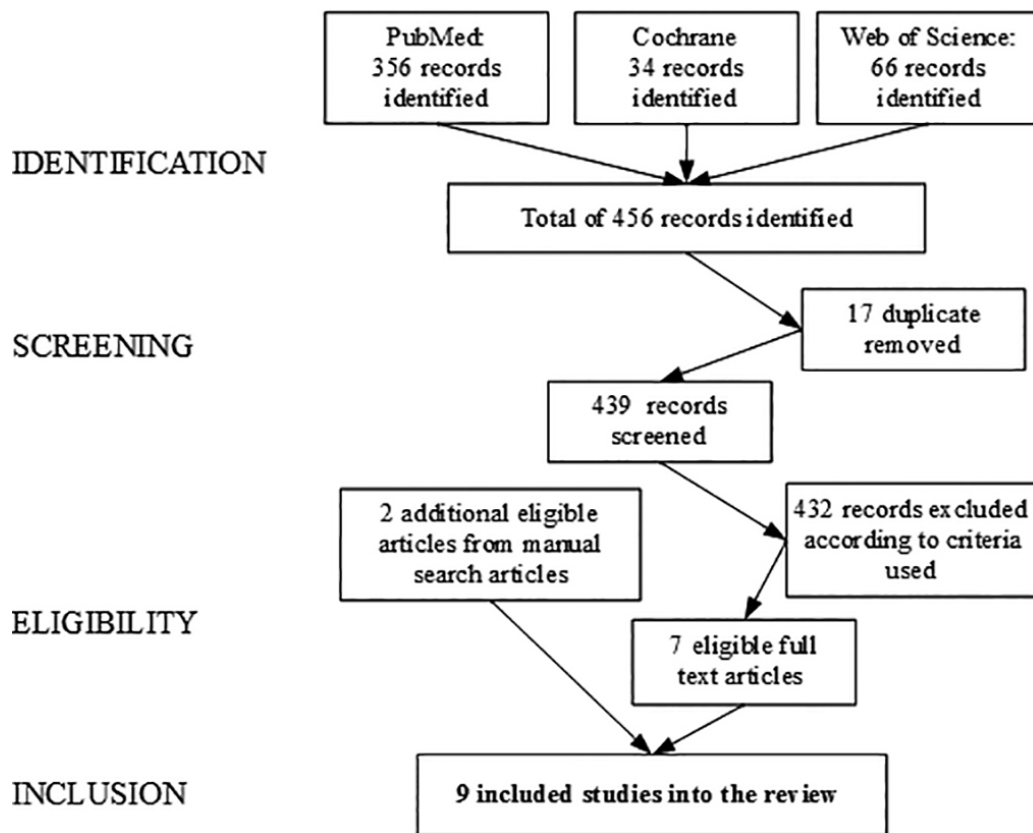 PubMed:
356 records
identified
Cochrane
34 records
identified
Web of Science:
66 records
identified
IDENTIFICATION
Total of 456 records identified
SCREENING
17 duplicate
removed
439 records
screened
2 additional eligible
articles from manual
search articles
432 records excluded
according to criteria
used
ELIGIBILITY
7 eligible full
text articles
INCLUSION
9 included studies into the review